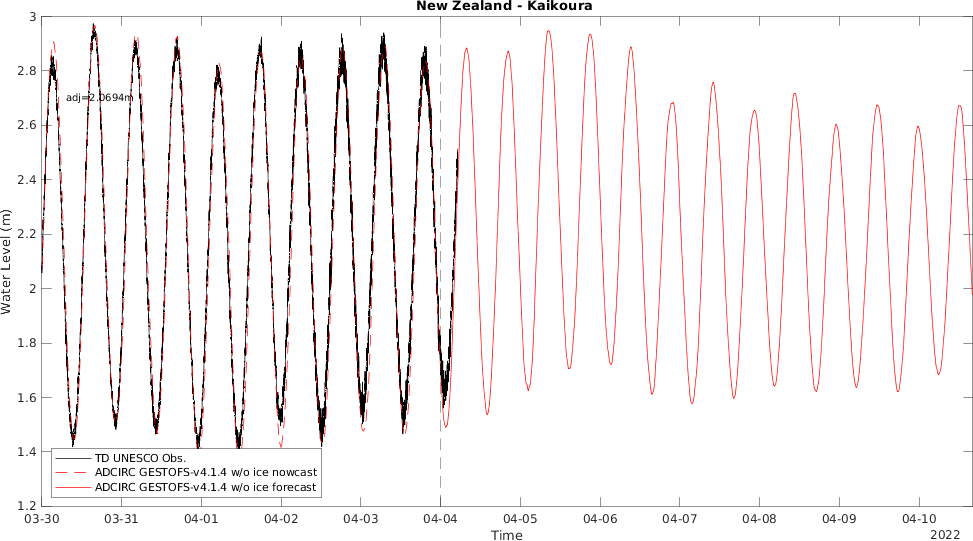 New Zealand - Kaikoura
3
2.8
adj=2.0694m
2.6
2.4
2.2
2
1.8
1.6
1.4
1.2
Water Level (m)
TD UNESCO Obs.
ADCIRC GESTOFS-v4.1.4 w/o ice nowcast
ADCIRC GESTOFS-v4.1.4 w/o ice forecast
03-30 03-31 04-01 04-02 04-03 04-04 04-05 04-06 04-07 04-08 04-09 04-10
Time
2022